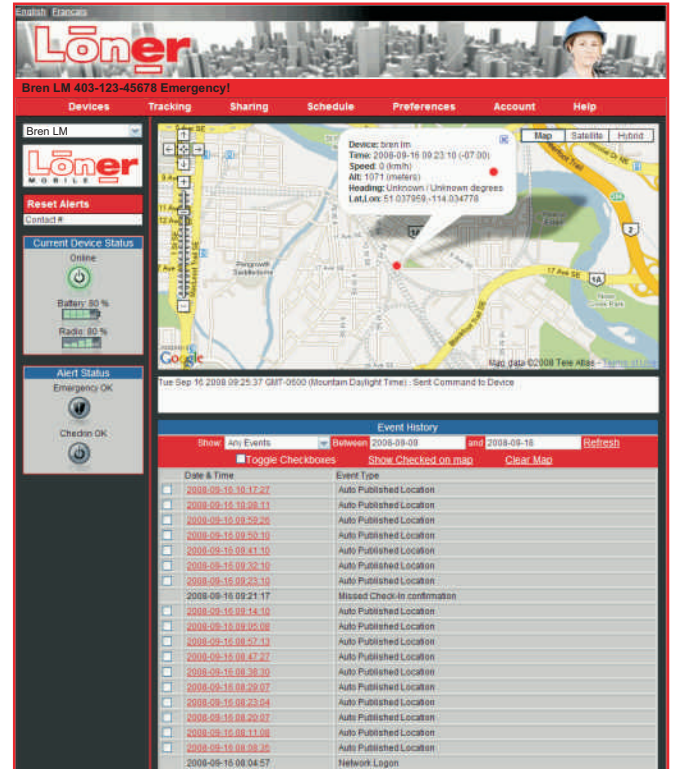 English Français
Lōner
Bren LM 403-123-45678 Emergency!
Devices Tracking Sharing Schedule Preferences Account Help
Bren LM
Lōner
MOBILE
Reset Alerts
Contact #:
Current Device Status
Online
Battery: 80 %
Radio: 80 %
Alert Status
Emergency OK
Checkin OK
Map Satellite Hybrid
Device: bren lm
Time: 2008-09-16 09:23:10 (-07:00)
Speed: 0 (km/h)
Alt: 1071 (meters)
Heading: Unknown / Unknown degrees
Lat,Lon: 51.037959,-114.034778
Pengrowth
Saddledome
17 Ave SE
1A
17 Ave SE
1A
2
Blackfoot Trail SE
Google
Map data ©2008 Tele Atlas - Terms of Use
Tue Sep 16 2008 09:25:37 GMT-0600 (Mountain Daylight Time) : Sent Command to Device
Event History
Show: Any Events Between 2008-09-09 and 2008-09-16 Refresh
Toggle Checkboxes Show Checked on map Clear Map
Date & Time Event Type
2008-09-16 10:17:27 Auto Published Location
2008-09-16 10:08:11 Auto Published Location
2008-09-16 09:59:26 Auto Published Location
2008-09-16 09:50:10 Auto Published Location
2008-09-16 09:41:10 Auto Published Location
2008-09-16 09:32:10 Auto Published Location
2008-09-16 09:23:10 Auto Published Location
2008-09-16 09:21:17 Missed Check-In confirmation
2008-09-16 09:14:10 Auto Published Location
2008-09-16 09:05:08 Auto Published Location
2008-09-16 08:57:13 Auto Published Location
2008-09-16 08:47:27 Auto Published Location
2008-09-16 08:38:30 Auto Published Location
2008-09-16 08:29:07 Auto Published Location
2008-09-16 08:23:04 Auto Published Location
2008-09-16 08:20:07 Auto Published Location
2008-09-16 08:11:08 Auto Published Location
2008-09-16 08:08:35 Auto Published Location
2008-09-16 08:04:57 Network Logon